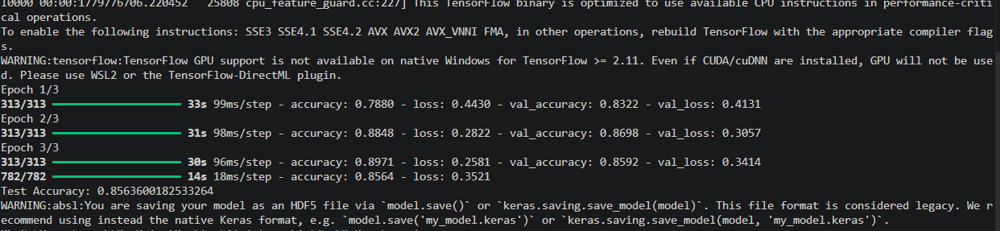 10000 00:00:1779776706.220452   25808 cpu_feature_guard.cc:227] This TensorFlow binary is optimized to use available CPU instructions in performance-criti
cal operations.
To enable the following instructions: SSE3 SSE4.1 SSE4.2 AVX AVX2 AVX_VNNI FMA, in other operations, rebuild TensorFlow with the appropriate compiler flag
s.
WARNING:tensorflow:TensorFlow GPU support is not available on native Windows for TensorFlow >= 2.11. Even if CUDA/cuDNN are installed, GPU will not be use
d. Please use WSL2 or the TensorFlow-DirectML plugin.
Epoch 1/3
313/313 ━━━━━━━━━━━━━━━━━━━━ 33s 99ms/step - accuracy: 0.7880 - loss: 0.4430 - val_accuracy: 0.8322 - val_loss: 0.4131
Epoch 2/3
313/313 ━━━━━━━━━━━━━━━━━━━━ 31s 98ms/step - accuracy: 0.8848 - loss: 0.2822 - val_accuracy: 0.8698 - val_loss: 0.3057
Epoch 3/3
313/313 ━━━━━━━━━━━━━━━━━━━━ 30s 96ms/step - accuracy: 0.8971 - loss: 0.2581 - val_accuracy: 0.8592 - val_loss: 0.3414
782/782 ━━━━━━━━━━━━━━━━━━━━ 14s 18ms/step - accuracy: 0.8564 - loss: 0.3521
Test Accuracy: 0.8563600182533264
WARNING:absl:You are saving your model as an HDF5 file via `model.save()` or `keras.saving.save_model(model)`. This file format is considered legacy. We r
ecommend using instead the native Keras format, e.g. `model.save('my_model.keras')` or `keras.saving.save_model(model, 'my_model.keras')`.